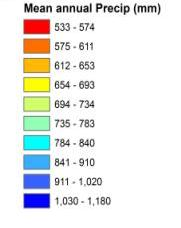 Mean annual Precip (mm)
533 - 574
575 - 611
612 - 653
654 - 693
694 - 734
735 - 783
784 - 840
841 - 910
911 - 1,020
1,030 - 1,180